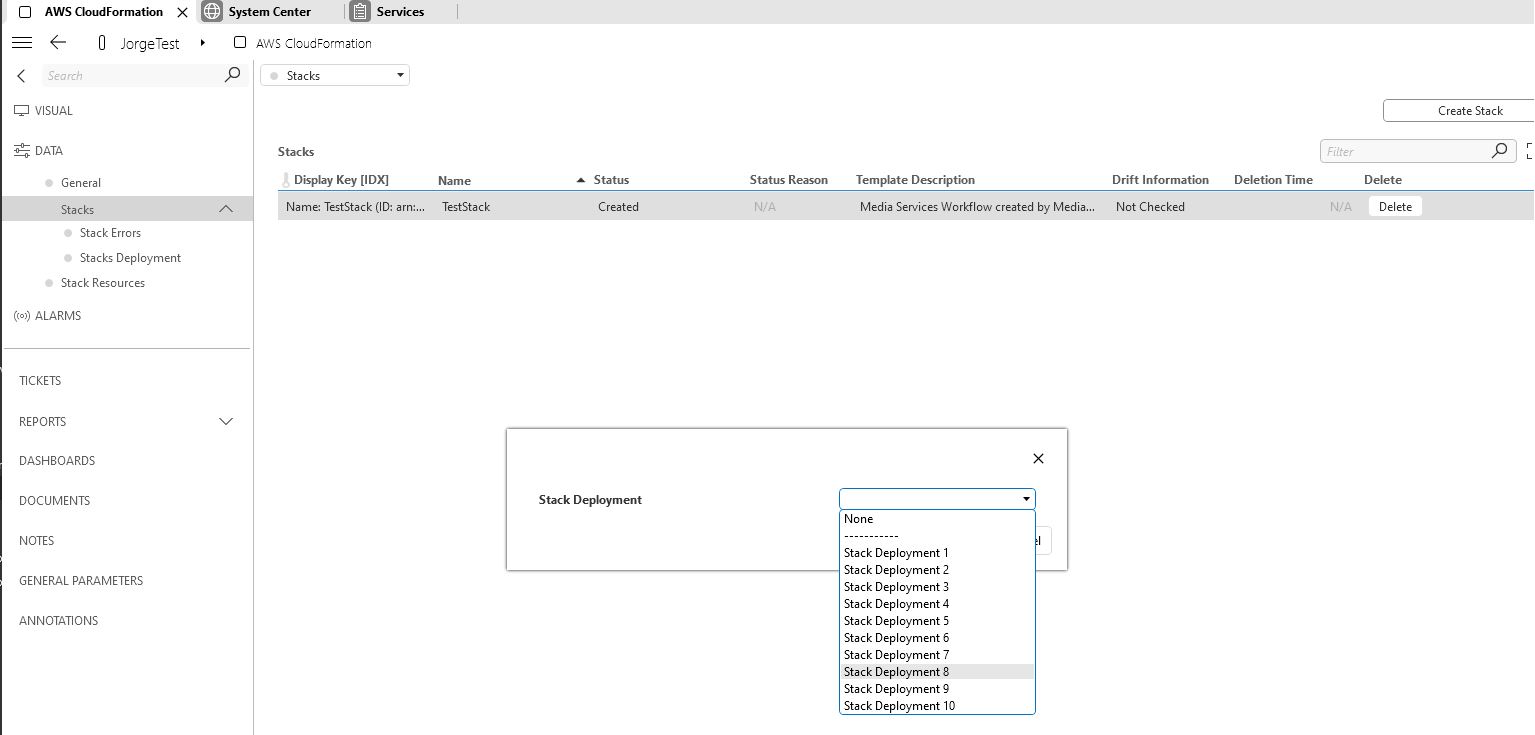 AWS CloudFormation System Center Services
JorgeTest AWS CloudFormation
Search
Stacks
VISUAL
Create Stack
DATA
Stacks
Filter
General
Display Key [IDX] Name Status Status Reason Template Description Drift Information Deletion Time Delete
Stacks
Name: TestStack (ID: arn:... TestStack Created N/A Media Services Workflow created by Media... Not Checked N/A Delete
Stack Errors
Stacks Deployment
Stack Resources
ALARMS
TICKETS
REPORTS
DASHBOARDS
DOCUMENTS
NOTES
GENERAL PARAMETERS
ANNOTATIONS
Stack Deployment
None
-----------
Stack Deployment 1
Stack Deployment 2
Stack Deployment 3
Stack Deployment 4
Stack Deployment 5
Stack Deployment 6
Stack Deployment 7
Stack Deployment 8
Stack Deployment 9
Stack Deployment 10